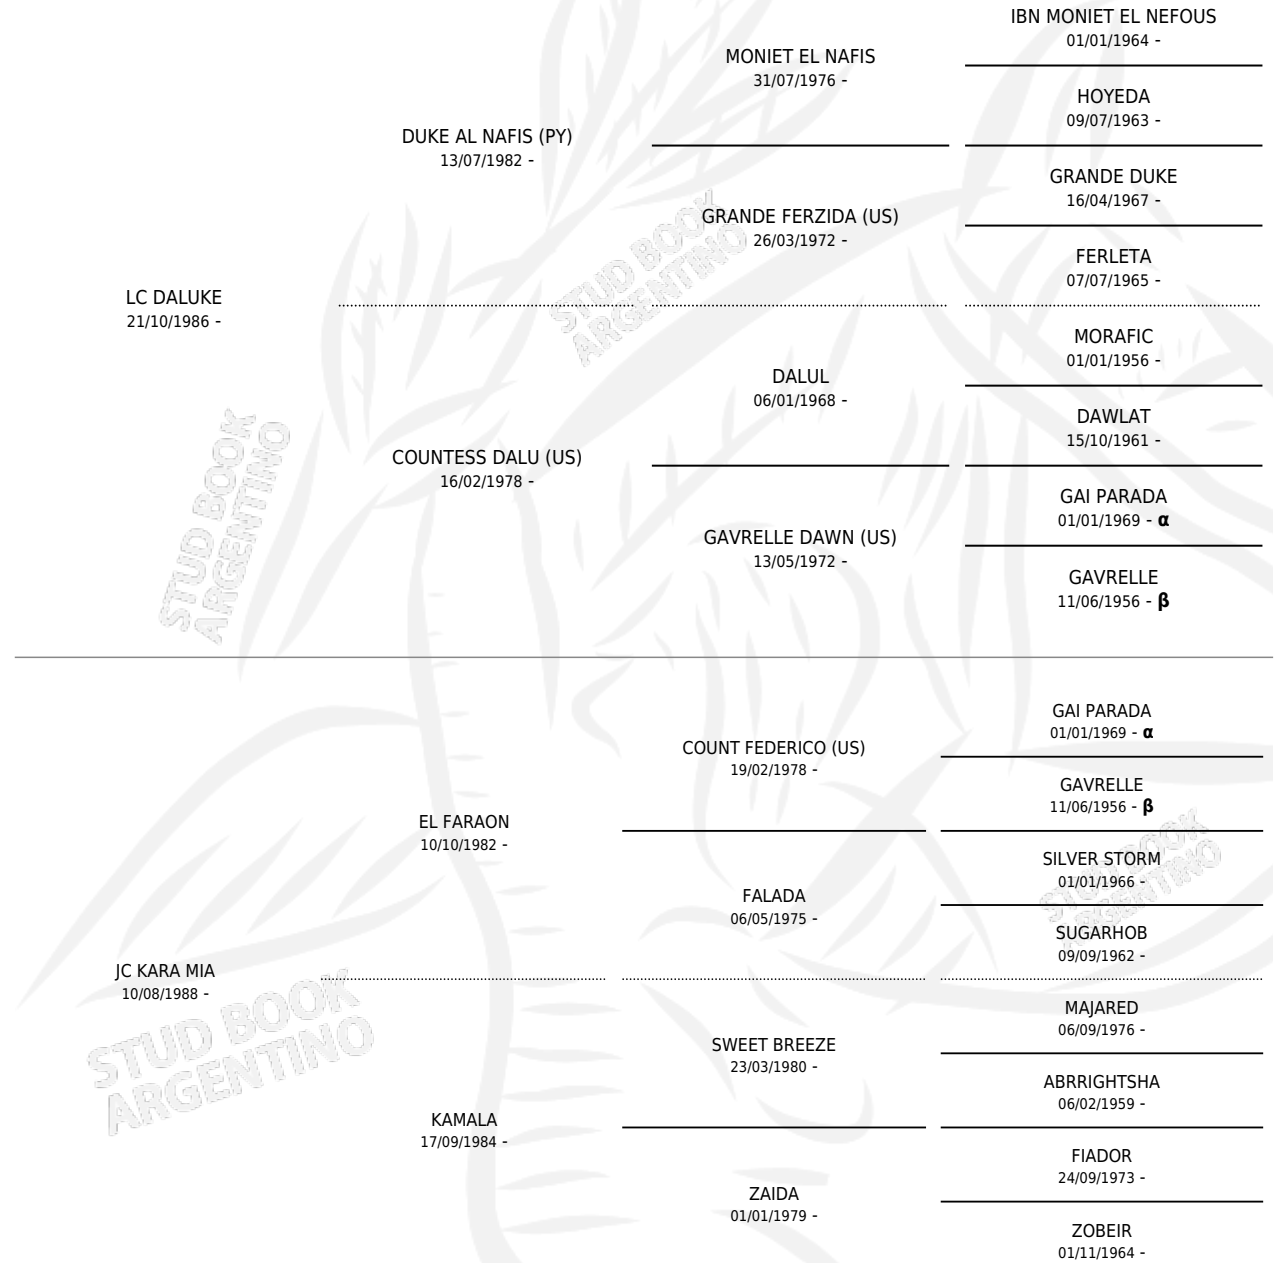 IBN MONIET EL NEFOUS
01/01/1964 -
MONIET EL NAFIS
31/07/1976 -
HOYEDA
09/07/1963 -
DUKE AL NAFIS (PY)
13/07/1982 -
GRANDE DUKE
16/04/1967 -
GRANDE FERZIDA (US)
26/03/1972 -
FERLETA
07/07/1965 -
LC DALUKE
21/10/1986 -
MORAFIC
01/01/1956 -
DALUL
06/01/1968 -
DAWLAT
15/10/1961 -
COUNTESS DALU (US)
16/02/1978 -
GAI PARADA
01/01/1969 - α
GAVRELLE DAWN (US)
13/05/1972 -
GAVRELLE
11/06/1956 - β
GAI PARADA
01/01/1969 - α
COUNT FEDERICO (US)
19/02/1978 -
GAVRELLE
11/06/1956 - β
EL FARAON
10/10/1982 -
SILVER STORM
01/01/1966 -
FALADA
06/05/1975 -
SUGARHOB
09/09/1962 -
JC KARA MIA
10/08/1988 -
MAJARED
06/09/1976 -
SWEET BREEZE
23/03/1980 -
ABRRIGHTSHA
06/02/1959 -
KAMALA
17/09/1984 -
FIADOR
24/09/1973 -
ZAIDA
01/01/1979 -
ZOBEIR
01/11/1964 -
STUD BOOK
ARGENTINO
STUD BOOK
ARGENTINO
STUD BOOK
ARGENTINO
STUD BOOK
ARGENTINO